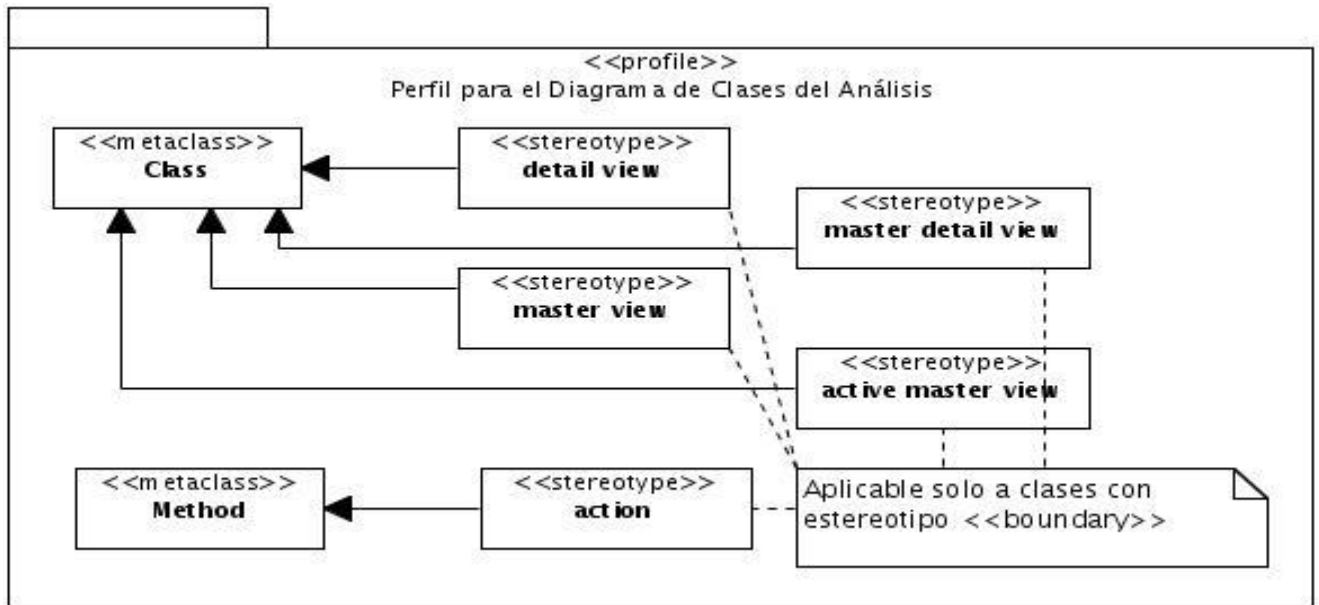 <<profile>>
Perfil para el Diagrama de Clases del Análisis
<<metaclass>>
Class
<<stereotype>>
detail view
<<stereotype>>
master detail view
<<stereotype>>
master view
<<stereotype>>
active master view
<<metaclass>>
Method
<<stereotype>>
action
Aplicable solo a clases con
estereotipo <<boundary>>